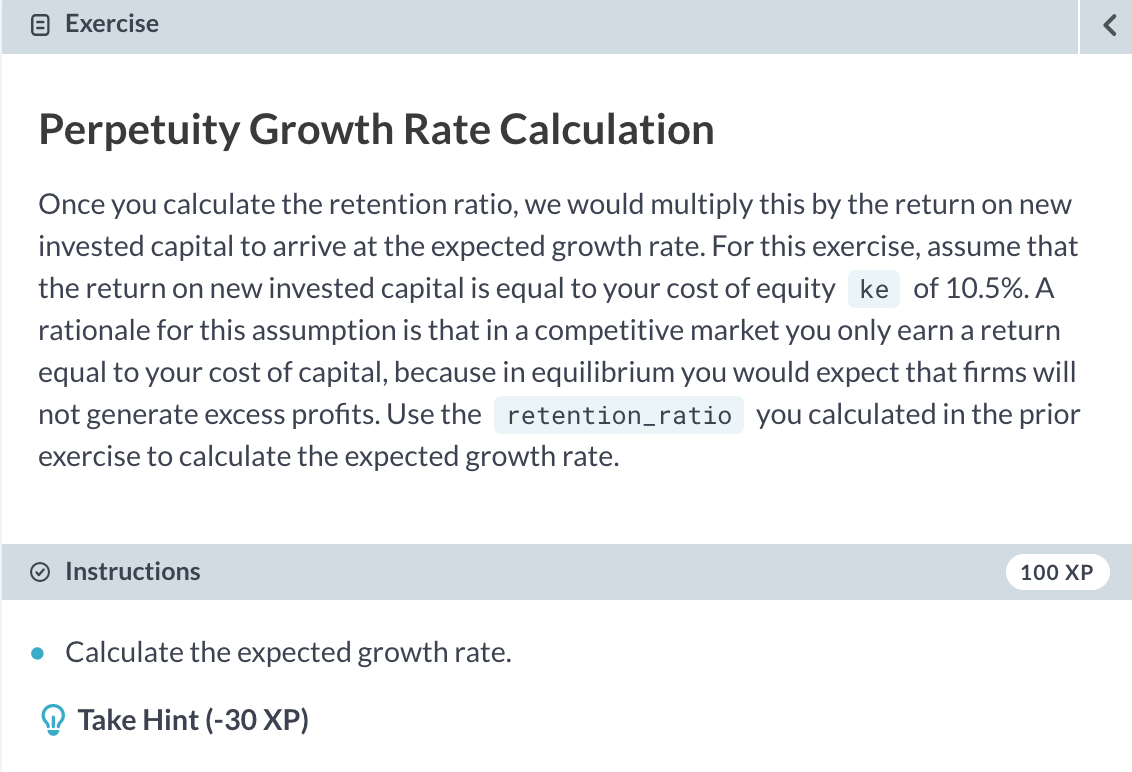 Exercise
Perpetuity Growth Rate Calculation
Once you calculate the retention ratio, we would multiply this by the return on new
invested capital to arrive at the expected growth rate. For this exercise, assume that
the return on new invested capital is equal to your cost of equity ke of 10.5%. A
rationale for this assumption is that in a competitive market you only earn a return
equal to your cost of capital, because in equilibrium you would expect that firms will
not generate excess profits. Use the retention_ratio you calculated in the prior
exercise to calculate the expected growth rate.
Instructions
100 XP
Calculate the expected growth rate.
Take Hint (-30 XP)